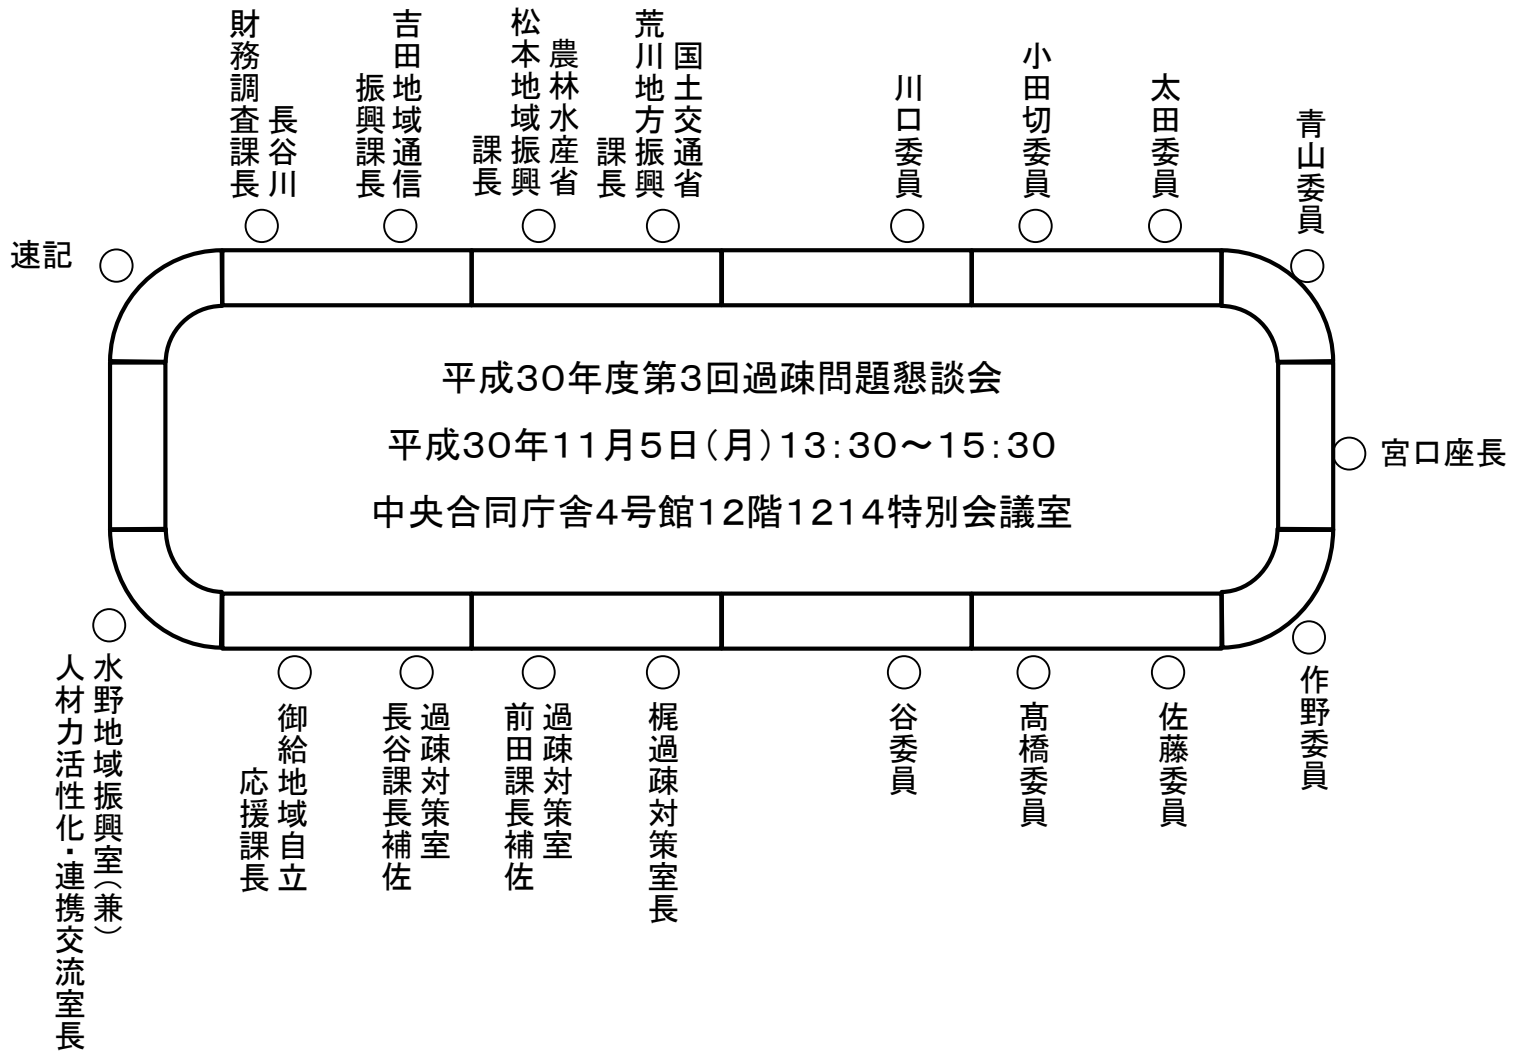 長谷川
財務調査課長
吉田地域通信
振興課長
農林水産省
松本地域振興
課長
国土交通省
荒川地方振興
課長
川口委員
小田切委員
太田委員
青山委員
速記
平成30年度第3回過疎問題懇談会
平成30年11月5日(月)13:30~15:30
中央合同庁舎4号館12階1214特別会議室
宮口座長
水野地域振興室(兼)
人材力活性化・連携交流室長
御給地域自立
応援課長
過疎対策室
長谷課長補佐
過疎対策室
前田課長補佐
梶過疎対策室長
谷委員
髙橋委員
佐藤委員
作野委員